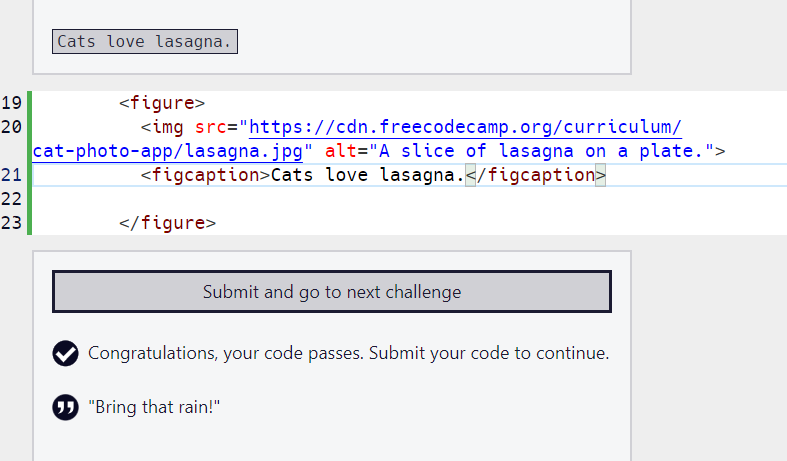 Cats love lasagna.
19 <figure>
20 <img src="https://cdn.freecodecamp.org/curriculum/
cat-photo-app/lasagna.jpg" alt="A slice of lasagna on a plate.">
21 <figcaption>Cats love lasagna.</figcaption>
22
23 </figure>
Submit and go to next challenge
Congratulations, your code passes. Submit your code to continue.
"Bring that rain!"